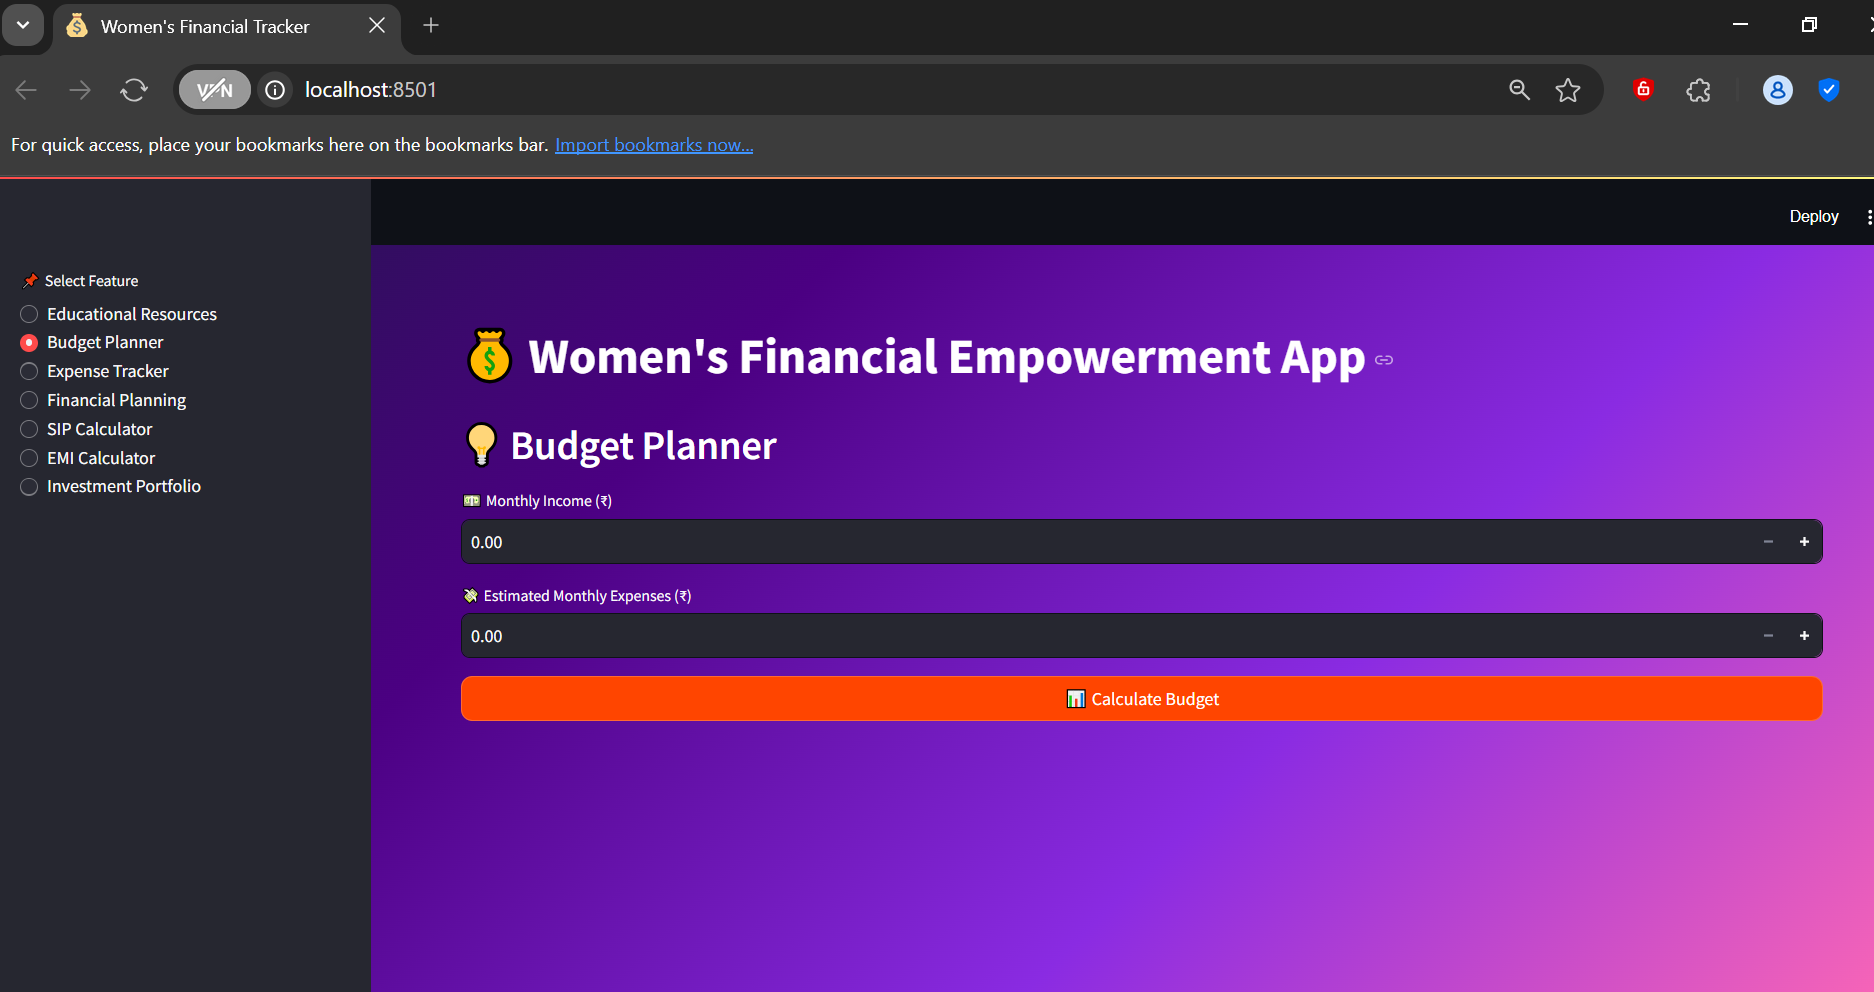 Women's Financial Tracker
VPN
localhost:8501
For quick access, place your bookmarks here on the bookmarks bar. Import bookmarks now...
Deploy
📌 Select Feature
Educational Resources
Budget Planner
Expense Tracker
Financial Planning
SIP Calculator
EMI Calculator
Investment Portfolio
💰 Women's Financial Empowerment App
💡 Budget Planner
💵 Monthly Income (₹)
0.00
💸 Estimated Monthly Expenses (₹)
0.00
📊 Calculate Budget